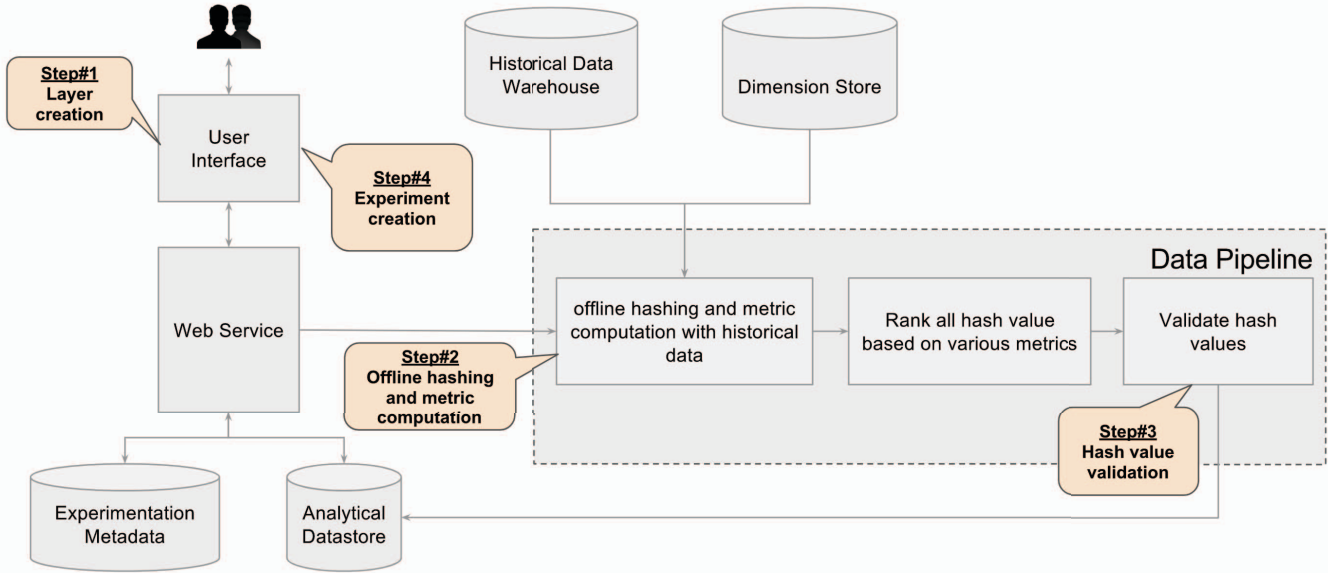 Step#1
Layer
creation
User
Interface
Step#4
Experiment
creation
Historical Data
Warehouse
Dimension Store
Data Pipeline
Web Service
offline hashing and metric
computation with historical
data
Rank all hash value
based on various metrics
Validate hash
values
Step#2
Offline hashing
and metric
computation
Step#3
Hash value
validation
Experimentation
Metadata
Analytical
Datastore